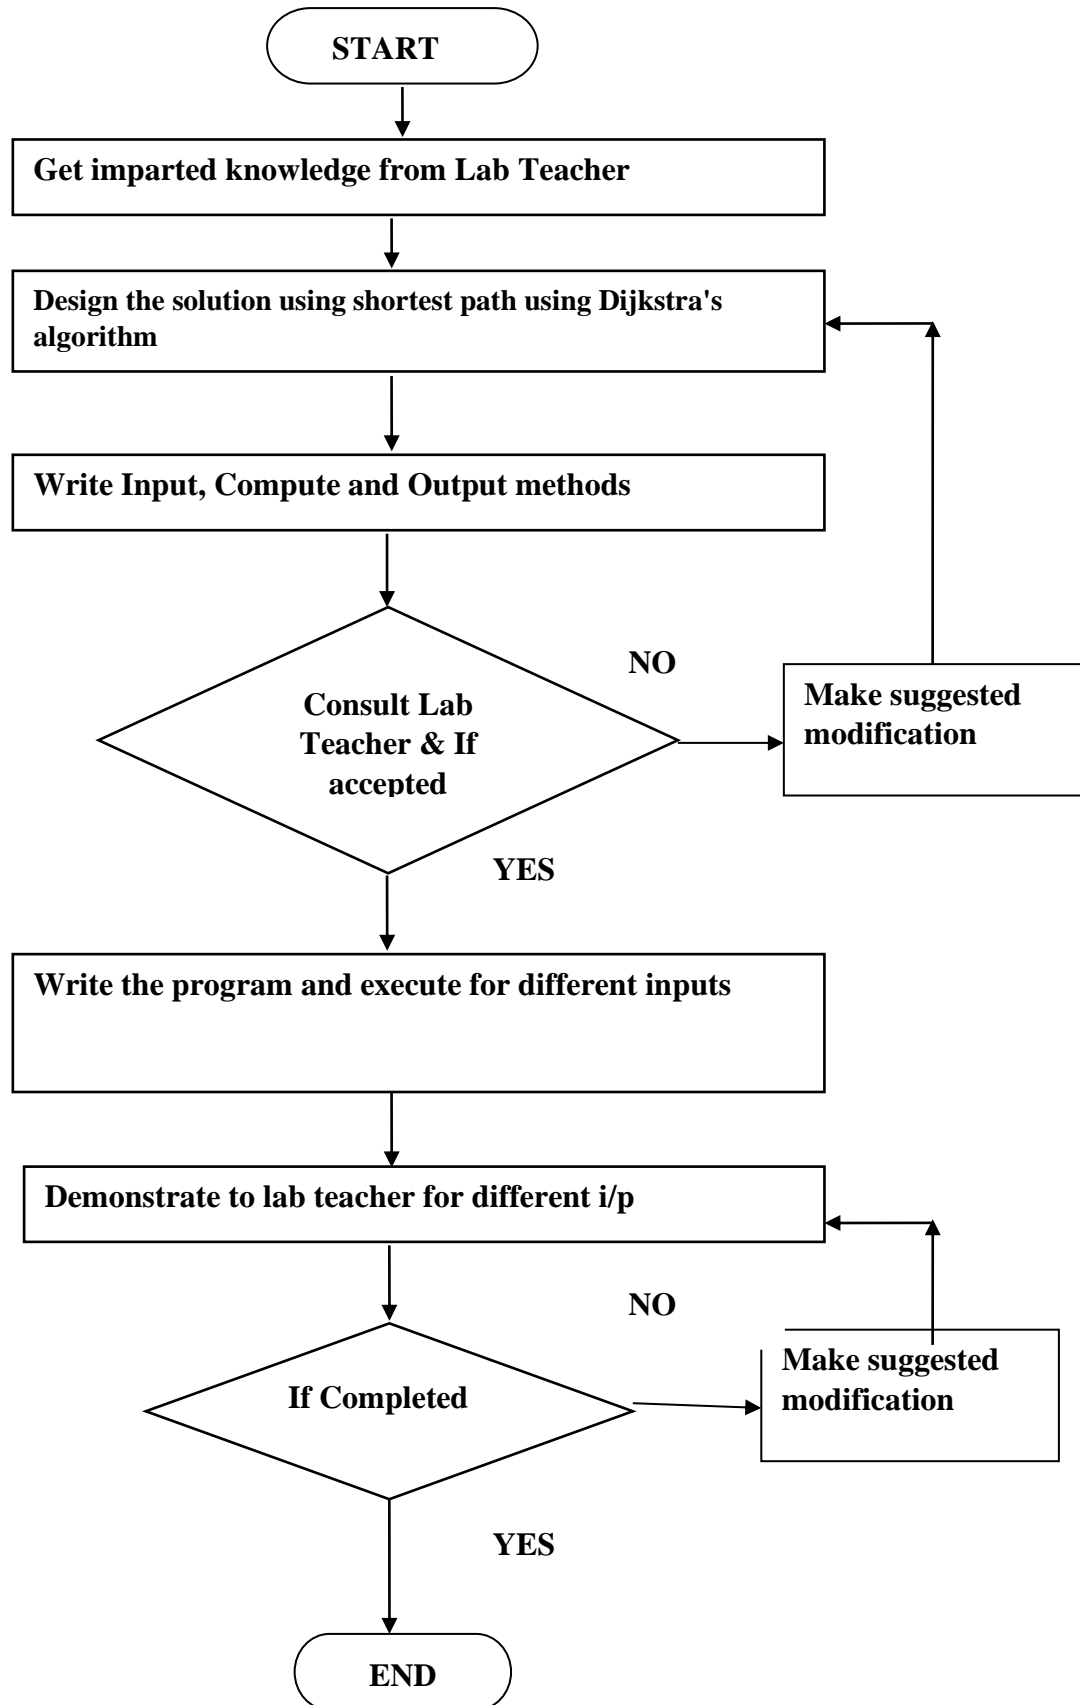 START
Get imparted knowledge from Lab Teacher
Design the solution using shortest path using Dijkstra's
algorithm
Write Input, Compute and Output methods
NO
Consult Lab
Teacher & If
accepted
Make suggested
modification
YES
Write the program and execute for different inputs
Demonstrate to lab teacher for different i/p
NO
If Completed
Make suggested
modification
YES
END